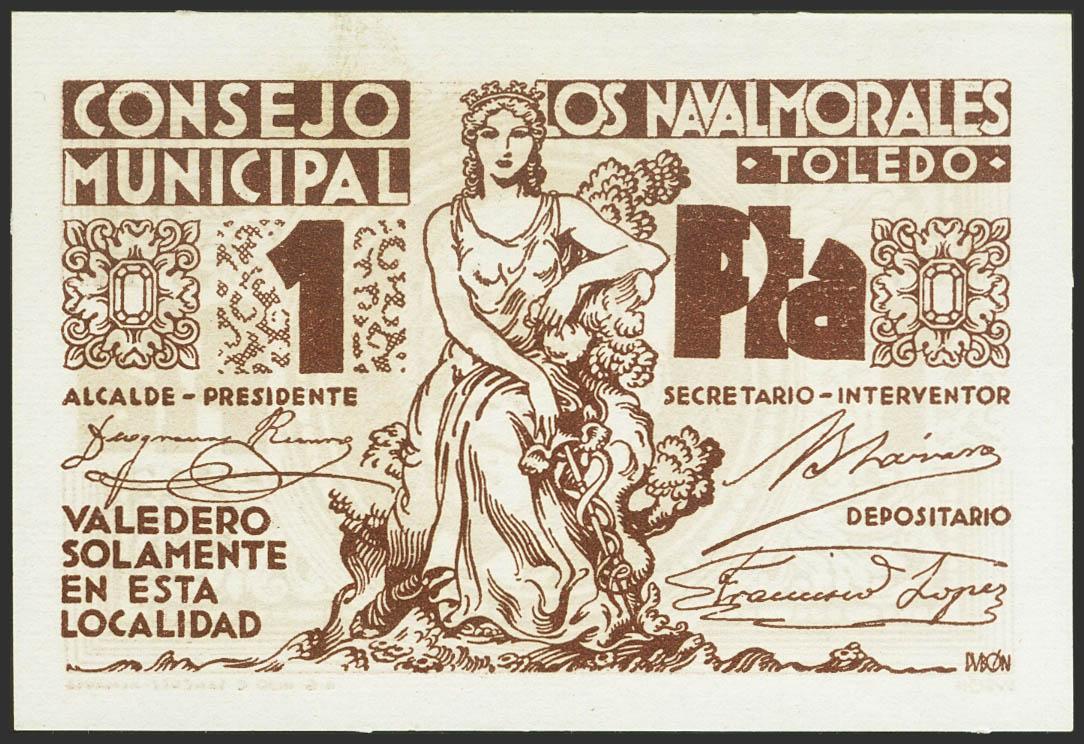 CONSEJO
MUNICIPAL
LOS NAVALMORALES
TOLEDO
1 Pta
ALCALDE-PRESIDENTE
SECRETARIO-INTERVENTOR
VALEDERO
SOLAMENTE
EN ESTA
LOCALIDAD
DEPOSITARIO
Francisco Lopez
DVBÓN